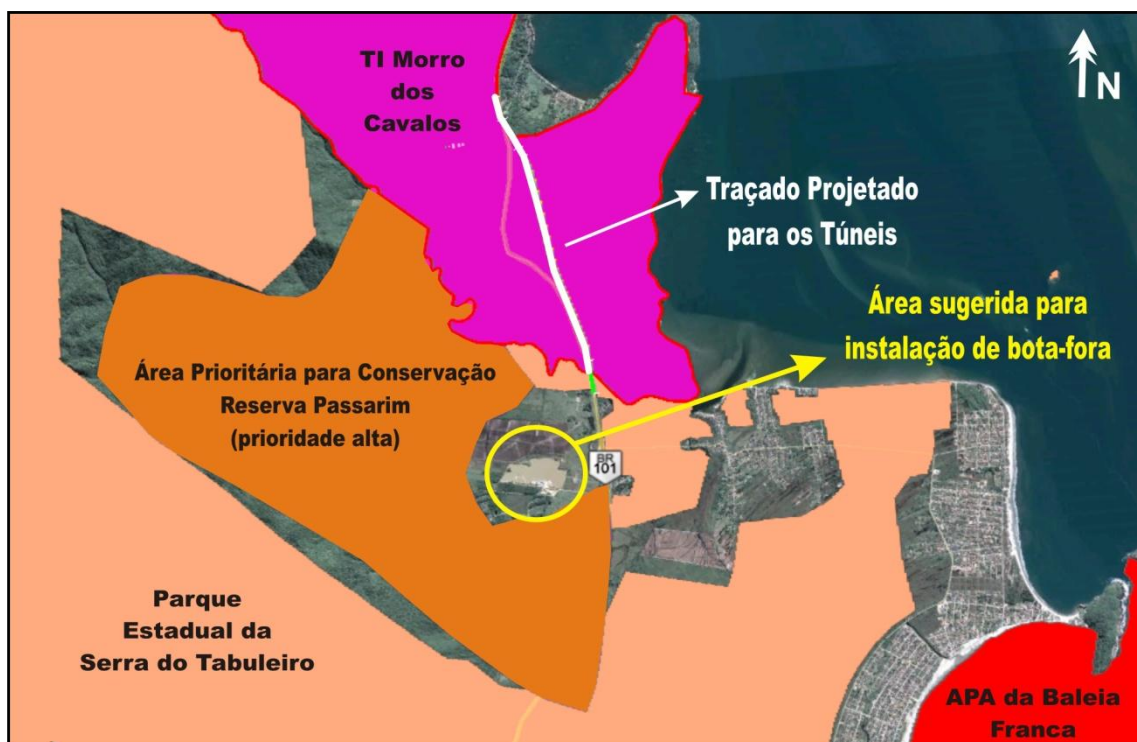 TI Morro
dos
Cavalos
N
Traçado Projetado
para os Túneis
Área sugerida para
instalação de bota-fora
Área Prioritária para Conservação
Reserva Passarim
(prioridade alta)
BR
101
Parque
Estadual da
Serra do Tabuleiro
APA da Baleia
Franca